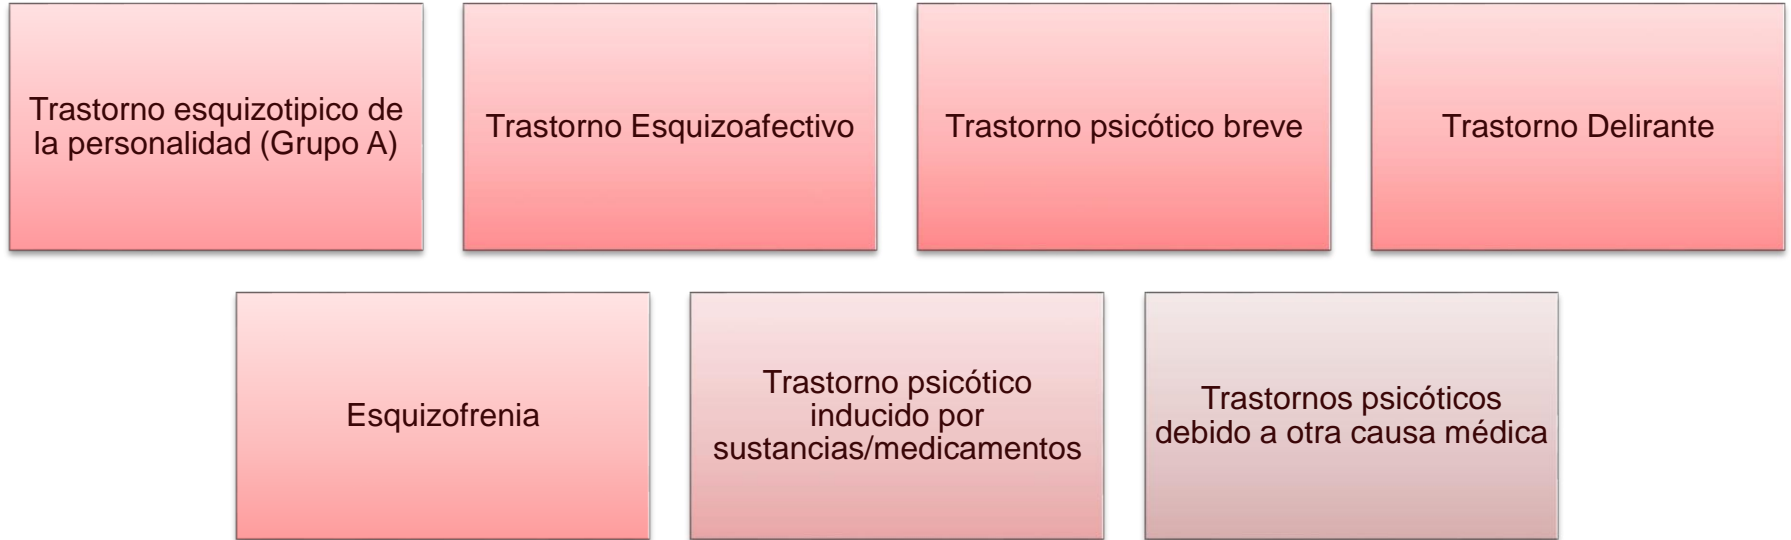 Trastorno esquizotipico de
la personalidad (Grupo A)
Trastorno Esquizoafectivo
Trastorno psicótico breve
Trastorno Delirante
Esquizofrenia
Trastorno psicótico
inducido por
sustancias/medicamentos
Trastornos psicóticos
debido a otra causa médica